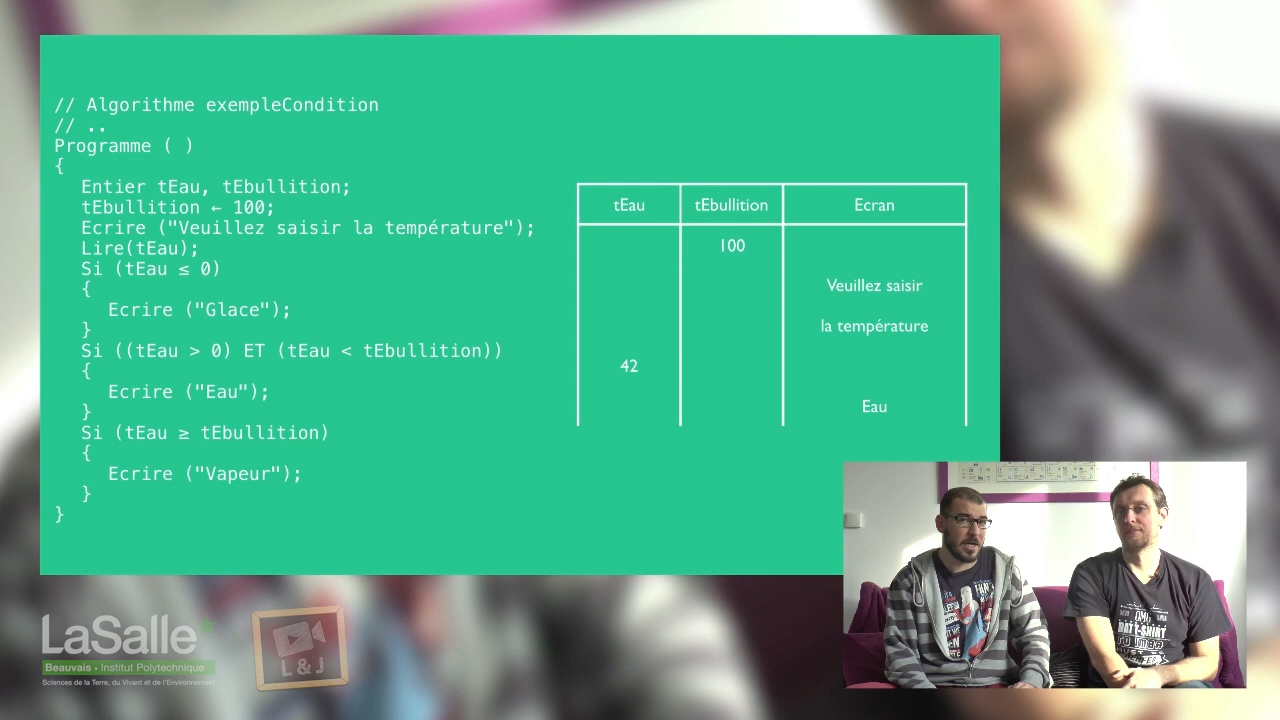 // Algorithme exempleCondition
// ..
Programme ( )
{
Entier tEau, tEbullition;
tEbullition ← 100;
Ecrire ("Veuillez saisir la température");
Lire(tEau);
Si (tEau ≤ 0)
{
Ecrire ("Glace");
}
Si ((tEau > 0) ET (tEau < tEbullition))
{
Ecrire ("Eau");
}
Si (tEau ≥ tEbullition)
{
Ecrire ("Vapeur");
}
}
tEau tEbullition Ecran
100
Veuillez saisir
la température
42
Eau
LaSalle
Beauvais • Institut Polytechnique
Sciences de la Terre, du Vivant et de l'Environnement
L & J